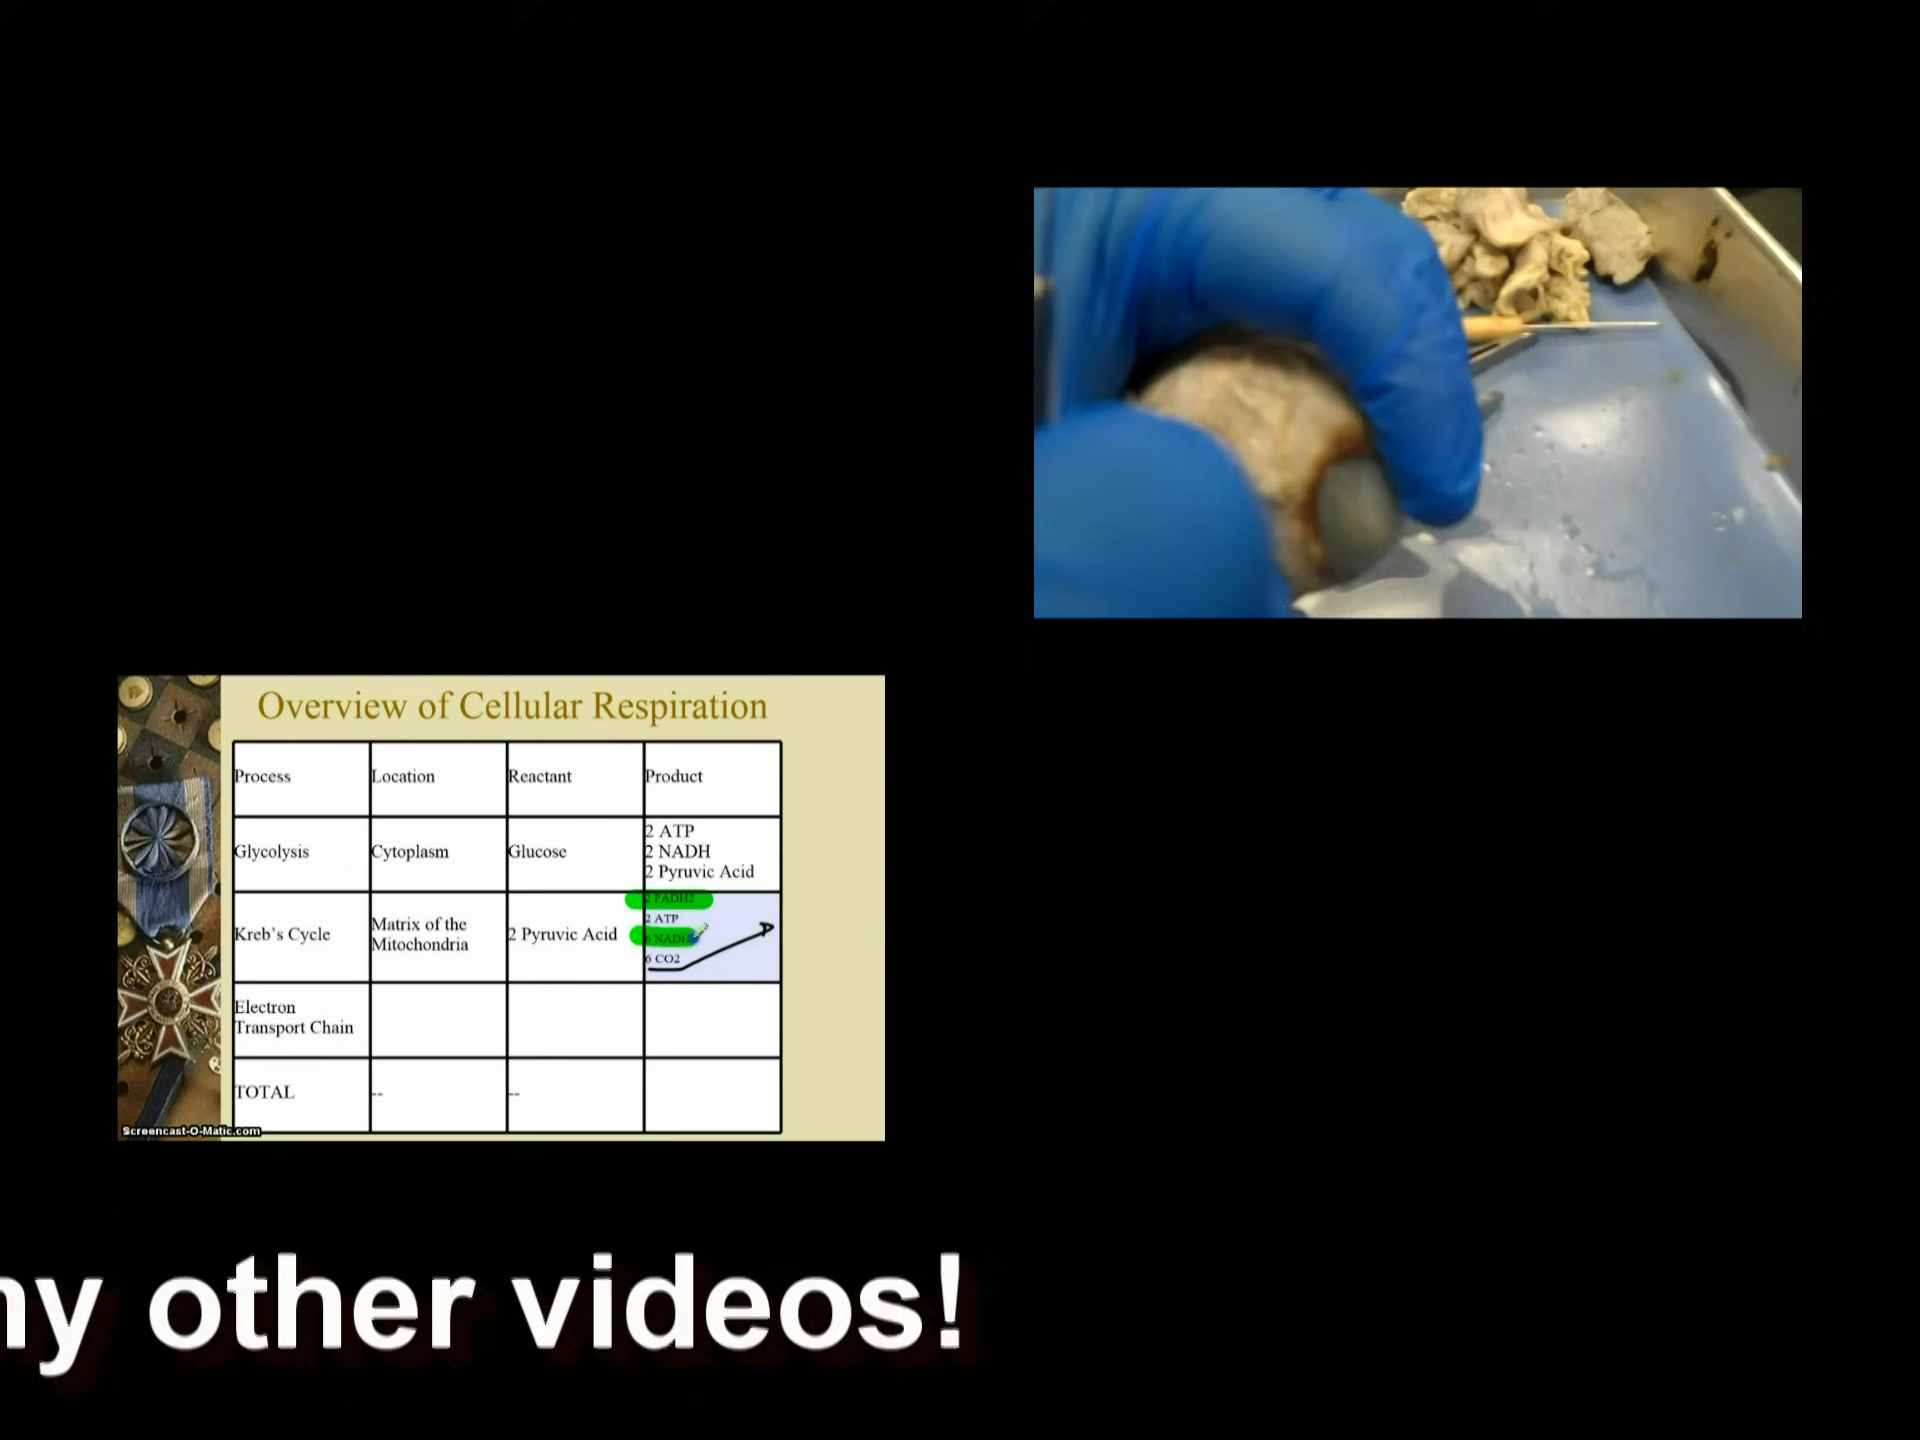 Overview of Cellular Respiration
Process Location Reactant Product
Glycolysis Cytoplasm Glucose 2 ATP
2 NADH
2 Pyruvic Acid
Kreb's Cycle Matrix of the
Mitochondria 2 Pyruvic Acid 2 FADH2
2 ATP
6 NADH
6 CO2
Electron
Transport Chain
TOTAL -- --
Screencast-O-Matic.com
other videos!